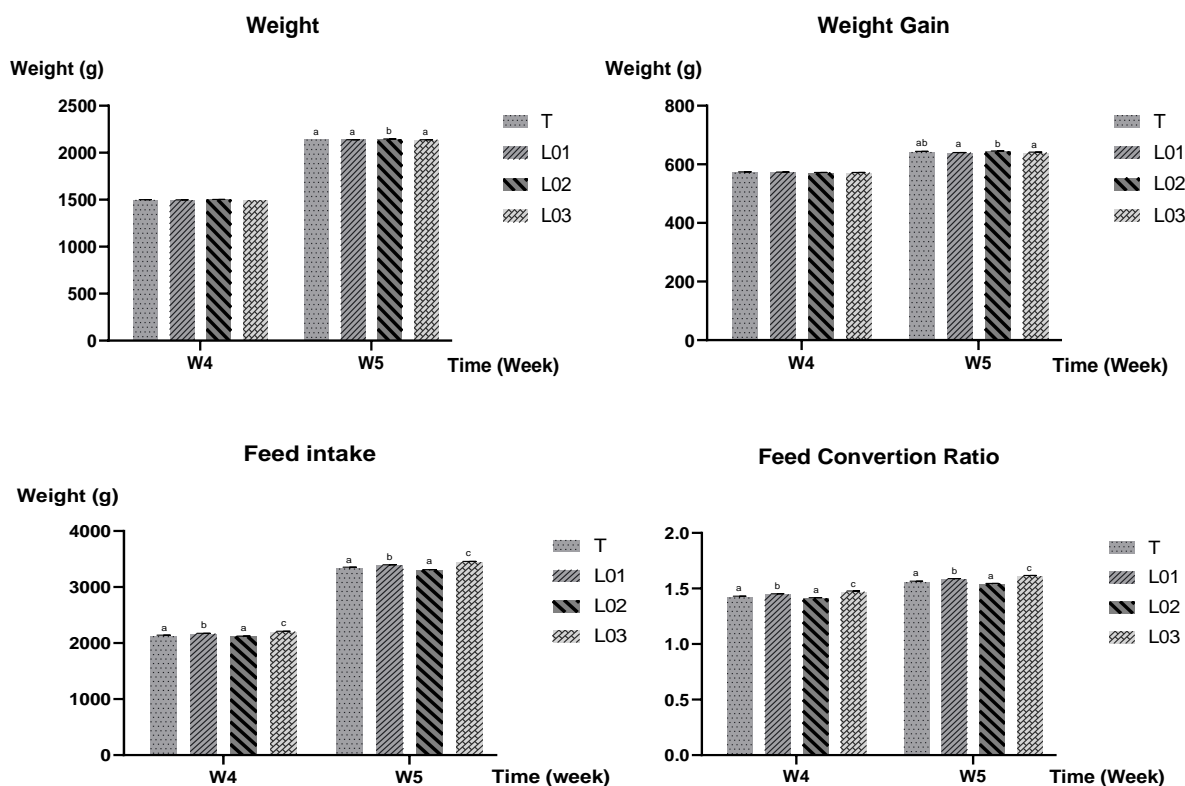 Weight
Weight (g)
2500
2000
1500
1000
500
0
a a b a
W4 W5
Time (Week)
T
L01
L02
L03
Weight Gain
Weight (g)
800
600
400
200
0
ab a b a
W4 W5
Time (Week)
T
L01
L02
L03
Feed intake
Weight (g)
4000
3000
2000
1000
0
a b a c a b a c
W4 W5
Time (week)
T
L01
L02
L03
Feed Convertion Ratio
2.0
1.5
1.0
0.5
0.0
a b a c a b a c
W4 W5
Time (Week)
T
L01
L02
L03